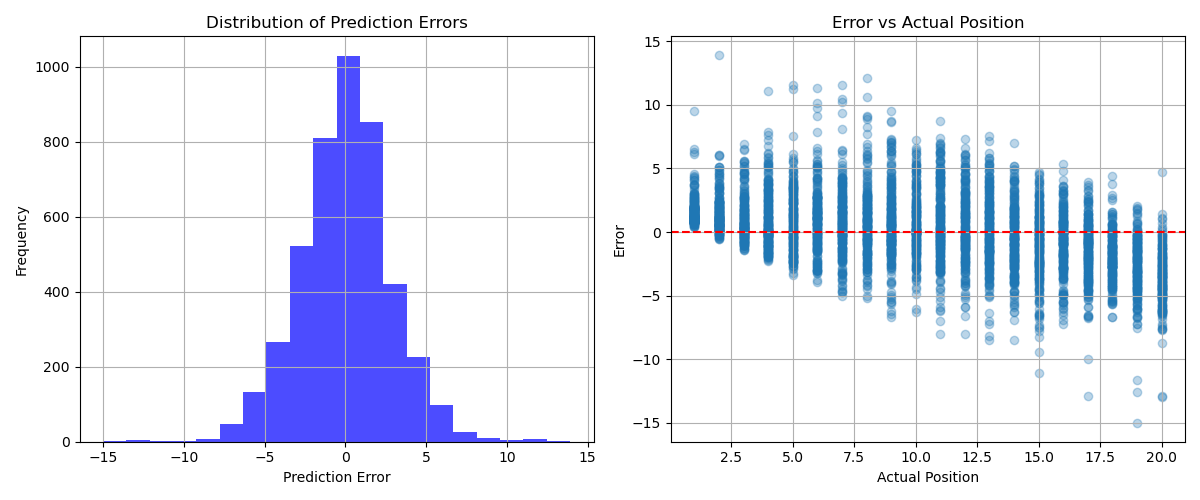 Distribution of Prediction Errors
Frequency
1000
800
600
400
200
0
−15 −10 −5 0 5 10 15
Prediction Error
Error vs Actual Position
Error
15
10
5
0
−5
−10
−15
2.5 5.0 7.5 10.0 12.5 15.0 17.5 20.0
Actual Position